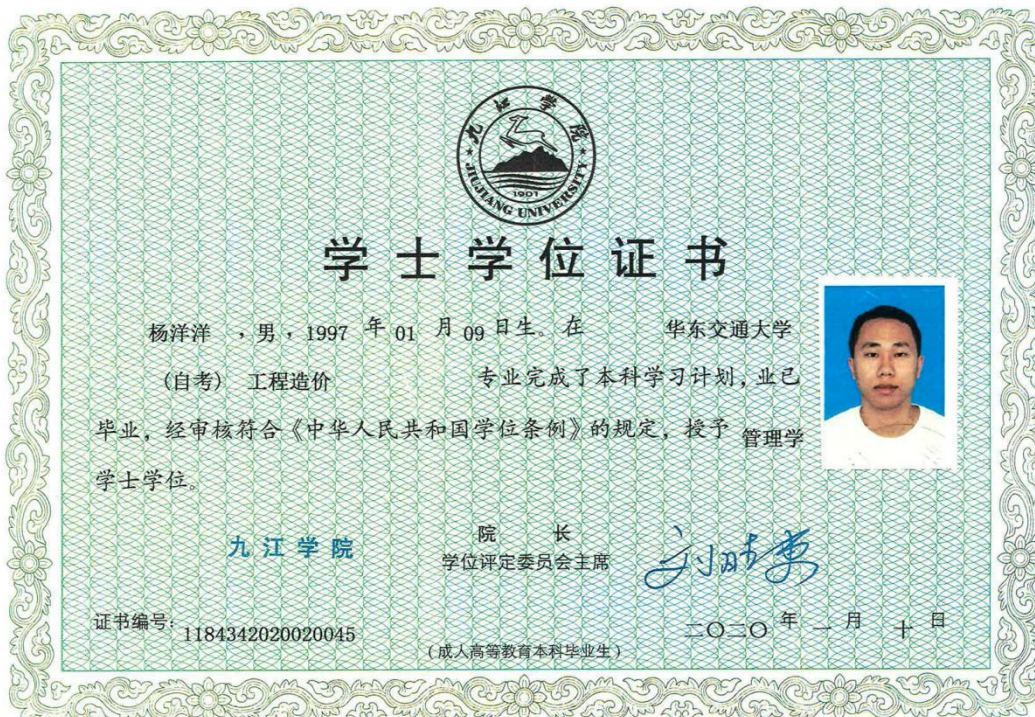 九江学院
JIUJIANG UNIVERSITY
1901
学士学位证书
杨洋洋 ，男，1997 年 01 月 09 日生。在 华东交通大学
(自考) 工程造价 专业完成了本科学习计划，业已
毕业，经审核符合《中华人民共和国学位条例》的规定，授予 管理学
学士学位。
九江学院
院 长
学位评定委员会主席
证书编号：1184342020020045
二〇二〇 年 一 月 十 日
（成人高等教育本科毕业生）